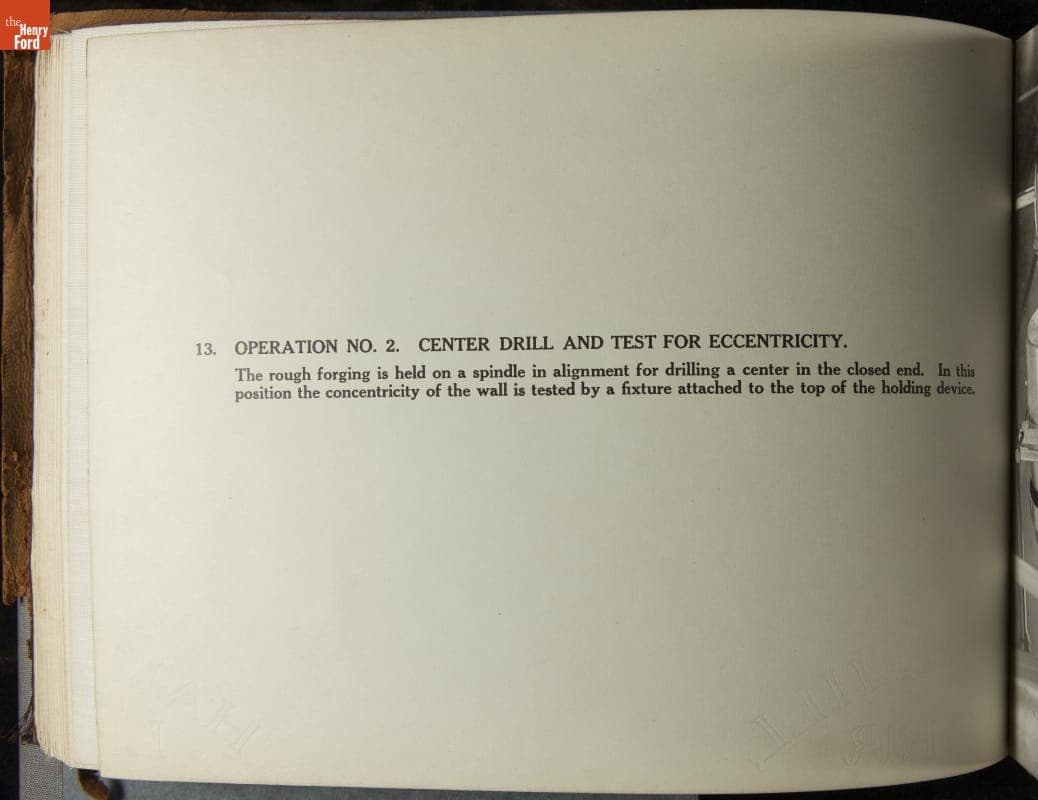 the
Henry
Ford
13. OPERATION NO. 2. CENTER DRILL AND TEST FOR ECCENTRICITY.
The rough forging is held on a spindle in alignment for drilling a center in the closed end. In this
position the concentricity of the wall is tested by a fixture attached to the top of the holding device.